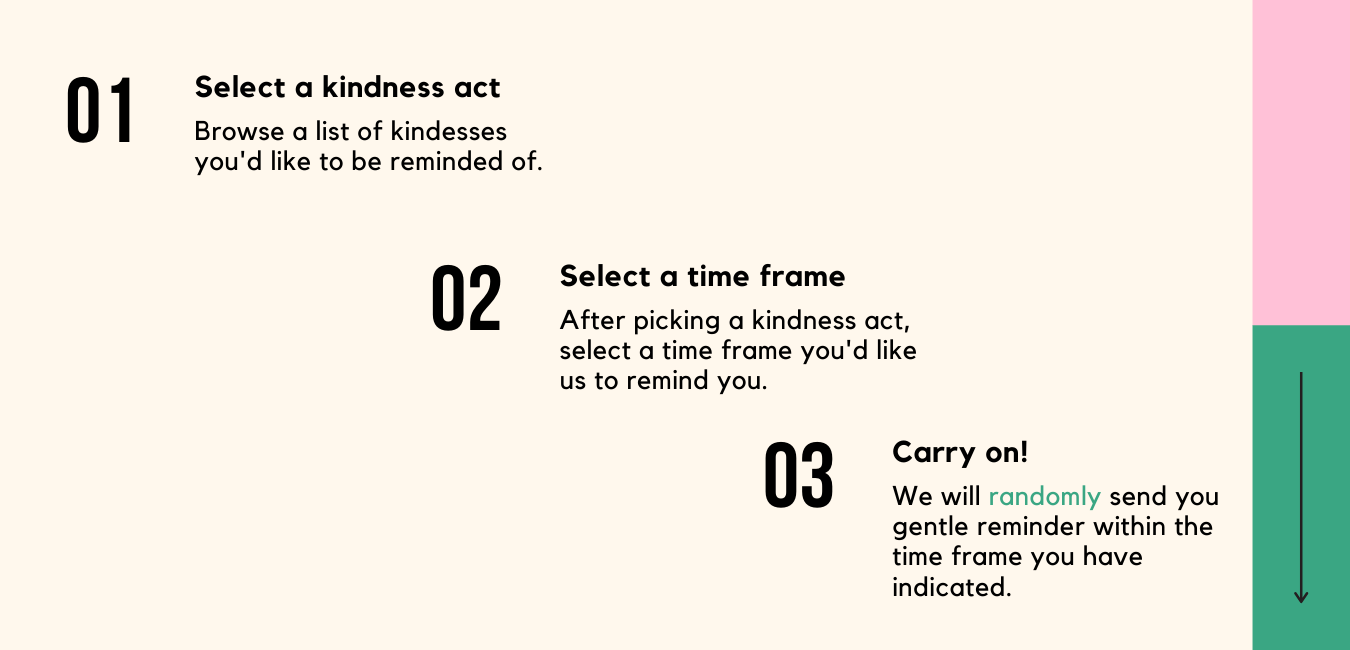 01
Select a kindness act
Browse a list of kindesses
you'd like to be reminded of.
02
Select a time frame
After picking a kindness act,
select a time frame you'd like
us to remind you.
03
Carry on!
We will randomly send you
gentle reminder within the
time frame you have
indicated.